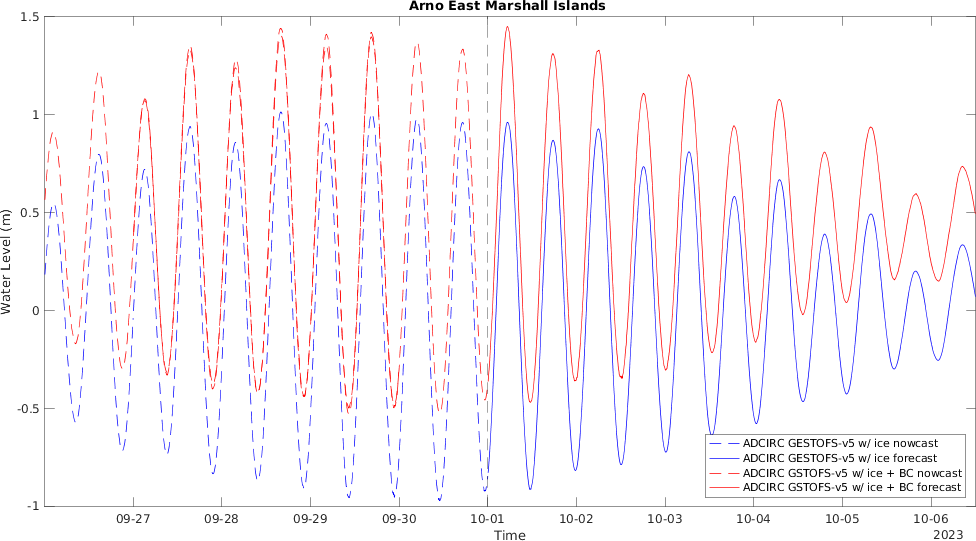 Arno East Marshall Islands
1.5
1
0.5
0
-0.5
-1
Water Level (m)
ADCIRC GESTOFS-v5 w/ ice nowcast
ADCIRC GESTOFS-v5 w/ ice forecast
ADCIRC GSTOFS-v5 w/ ice + BC nowcast
ADCIRC GSTOFS-v5 w/ ice + BC forecast
09-27 09-28 09-29 09-30 10-01 10-02 10-03 10-04 10-05 10-06
Time
2023